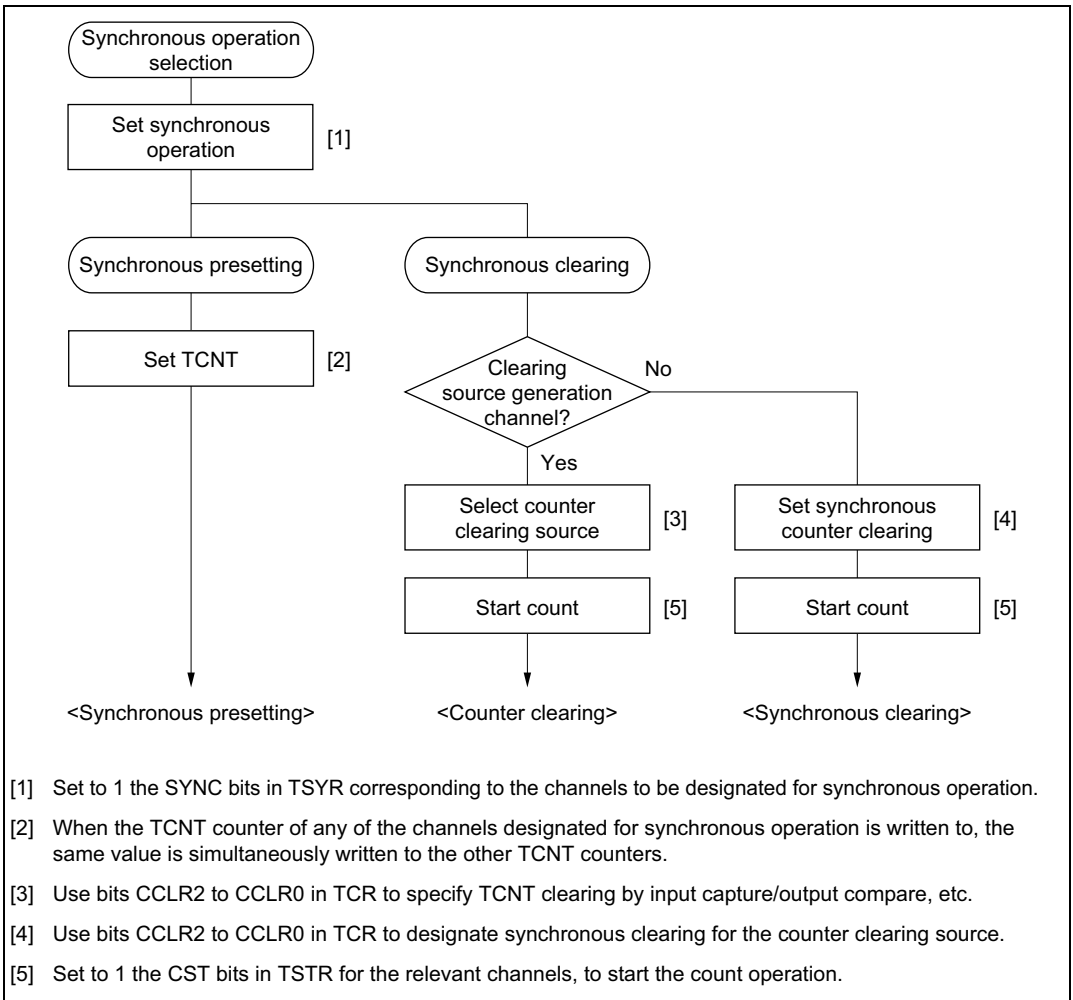 Synchronous operation
selection
Set synchronous
operation
[1]
Synchronous presetting
Synchronous clearing
Set TCNT
[2]
Clearing
source generation
channel?
No
Yes
Select counter
clearing source
[3]
Set synchronous
counter clearing
[4]
Start count
[5]
Start count
[5]
<Synchronous presetting>
<Counter clearing>
<Synchronous clearing>
[1] Set to 1 the SYNC bits in TSYR corresponding to the channels to be designated for synchronous operation.
[2] When the TCNT counter of any of the channels designated for synchronous operation is written to, the
same value is simultaneously written to the other TCNT counters.
[3] Use bits CCLR2 to CCLR0 in TCR to specify TCNT clearing by input capture/output compare, etc.
[4] Use bits CCLR2 to CCLR0 in TCR to designate synchronous clearing for the counter clearing source.
[5] Set to 1 the CST bits in TSTR for the relevant channels, to start the count operation.